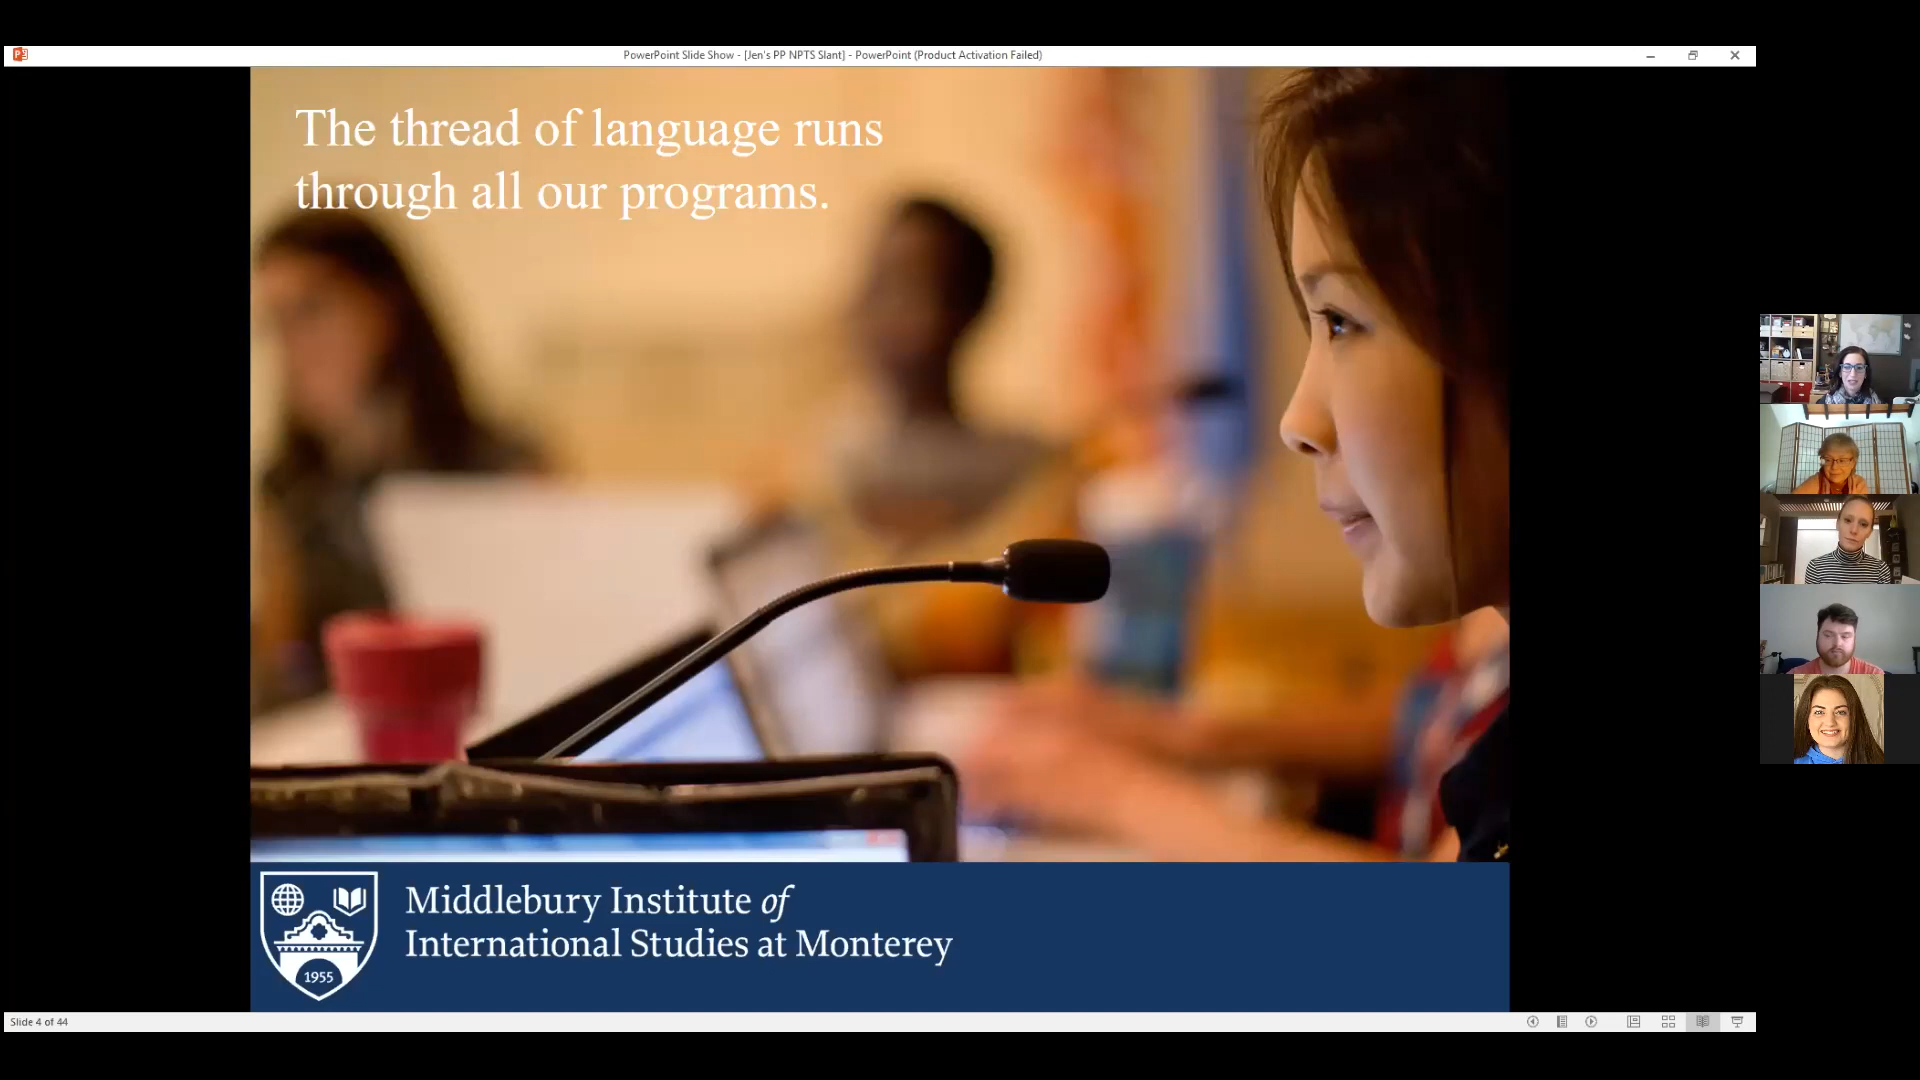 PowerPoint Slide Show - [Jen's PP NPTS Slant] - PowerPoint (Product Activation Failed)
The thread of language runs
through all our programs.
1955
Middlebury Institute of
International Studies at Monterey
Slide 4 of 44